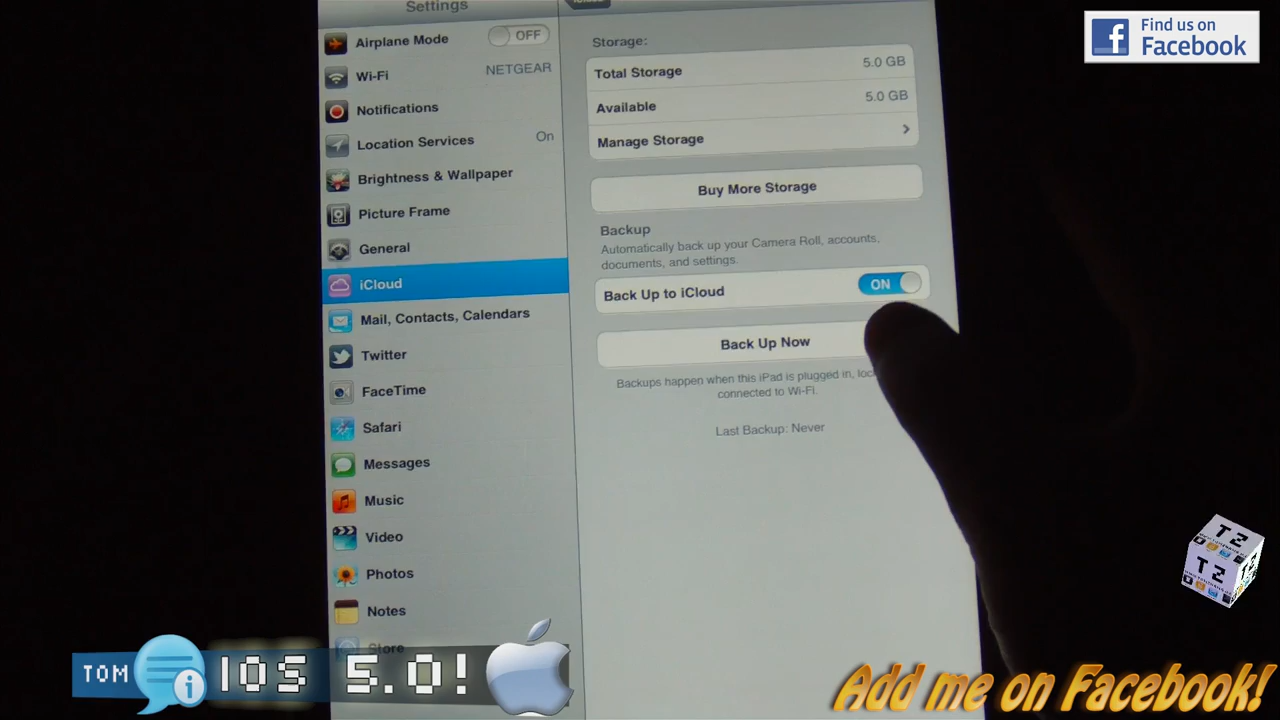 Settings
Airplane Mode OFF
Wi-Fi NETGEAR
Notifications
Location Services On
Brightness & Wallpaper
Picture Frame
General
iCloud
Mail, Contacts, Calendars
Twitter
FaceTime
Safari
Messages
Music
Video
Photos
Notes
Store
Storage:
Total Storage 5.0 GB
Available 5.0 GB
Manage Storage
Buy More Storage
Backup
Automatically back up your Camera Roll, accounts,
documents, and settings.
Back Up to iCloud ON
Back Up Now
Backups happen when this iPad is plugged in,
connected to Wi-Fi.
Last Backup: Never
Find us on
Facebook
TZ
TZ
TOM IOS 5.0!
Add me on Facebook!